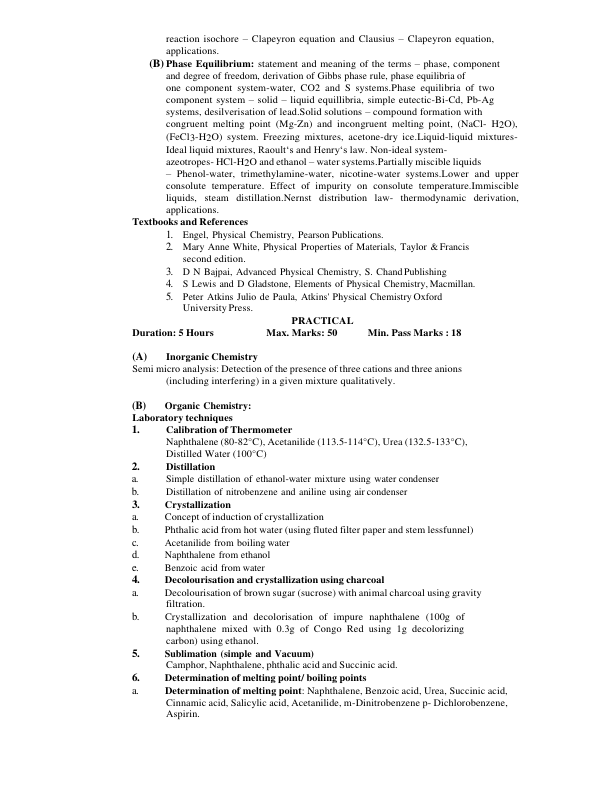 reaction isochore – Clapeyron equation and Clausius – Clapeyron equation,
applications.
(B) Phase Equilibrium: statement and meaning of the terms – phase, component
and degree of freedom, derivation of Gibbs phase rule, phase equilibria of
one component system-water, CO2 and S systems.Phase equilibria of two
component system – solid – liquid equillibria, simple eutectic-Bi-Cd, Pb-Ag
systems, desilverisation of lead.Solid solutions – compound formation with
congruent melting point (Mg-Zn) and incongruent melting point, (NaCl- H2O),
(FeCl3-H2O) system. Freezing mixtures, acetone-dry ice.Liquid-liquid mixtures-
Ideal liquid mixtures, Raoult's and Henry's law. Non-ideal system-
azeotropes- HCl-H2O and ethanol – water systems.Partially miscible liquids
– Phenol-water, trimethylamine-water, nicotine-water systems.Lower and upper
consolute temperature. Effect of impurity on consolute temperature.Immiscible
liquids, steam distillation.Nernst distribution law- thermodynamic derivation,
applications.
Textbooks and References
1. Engel, Physical Chemistry, Pearson Publications.
2. Mary Anne White, Physical Properties of Materials, Taylor & Francis
second edition.
3. D N Bajpai, Advanced Physical Chemistry, S. Chand Publishing
4. S Lewis and D Gladstone, Elements of Physical Chemistry, Macmillan.
5. Peter Atkins Julio de Paula, Atkins' Physical Chemistry Oxford
University Press.
PRACTICAL
Duration: 5 Hours Max. Marks: 50 Min. Pass Marks : 18
(A) Inorganic Chemistry
Semi micro analysis: Detection of the presence of three cations and three anions
(including interfering) in a given mixture qualitatively.
(B) Organic Chemistry:
Laboratory techniques
1. Calibration of Thermometer
Naphthalene (80-82°C), Acetanilide (113.5-114°C), Urea (132.5-133°C),
Distilled Water (100°C)
2. Distillation
a. Simple distillation of ethanol-water mixture using water condenser
b. Distillation of nitrobenzene and aniline using air condenser
3. Crystallization
a. Concept of induction of crystallization
b. Phthalic acid from hot water (using fluted filter paper and stem lessfunnel)
c. Acetanilide from boiling water
d. Naphthalene from ethanol
e. Benzoic acid from water
4. Decolourisation and crystallization using charcoal
a. Decolourisation of brown sugar (sucrose) with animal charcoal using gravity
filtration.
b. Crystallization and decolorisation of impure naphthalene (100g of
naphthalene mixed with 0.3g of Congo Red using 1g decolorizing
carbon) using ethanol.
5. Sublimation (simple and Vacuum)
Camphor, Naphthalene, phthalic acid and Succinic acid.
6. Determination of melting point/ boiling points
a. Determination of melting point: Naphthalene, Benzoic acid, Urea, Succinic acid,
Cinnamic acid, Salicylic acid, Acetanilide, m-Dinitrobenzene p- Dichlorobenzene,
Aspirin.